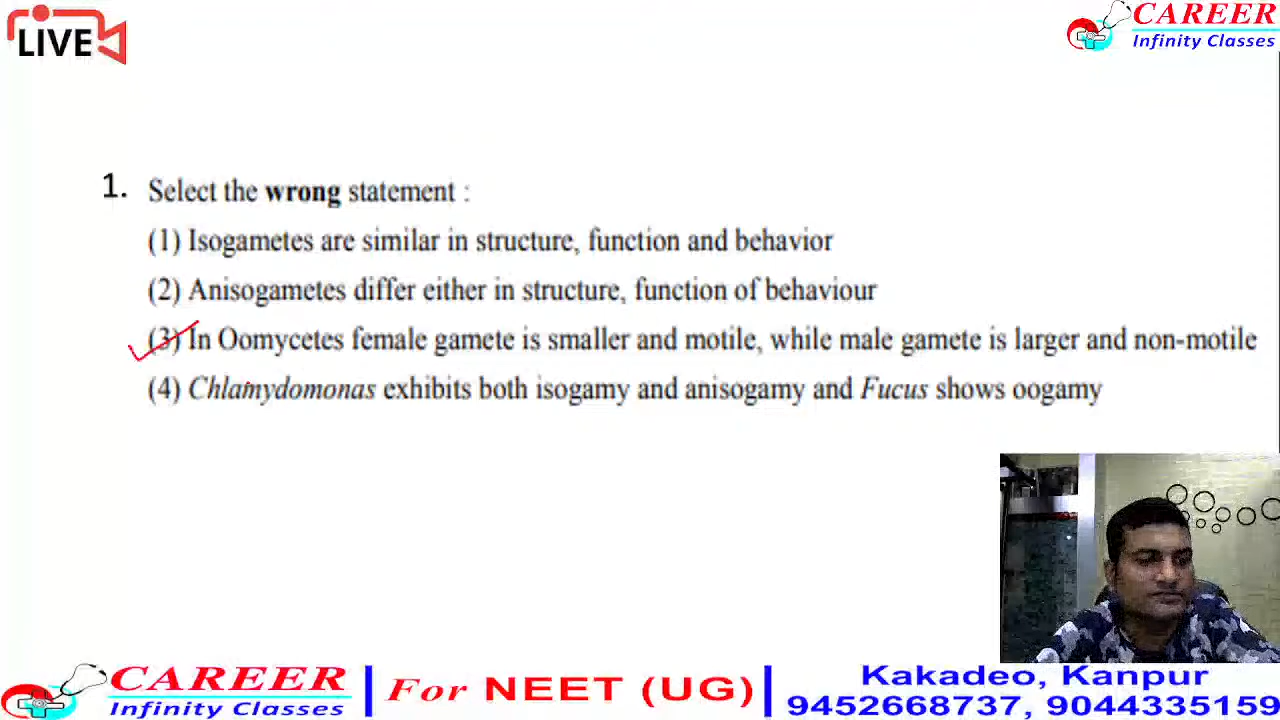 LIVE
CAREER
Infinity Classes
1. Select the wrong statement :
(1) Isogametes are similar in structure, function and behavior
(2) Anisogametes differ either in structure, function of behaviour
(3) In Oomycetes female gamete is smaller and motile, while male gamete is larger and non-motile
(4) Chlamydomonas exhibits both isogamy and anisogamy and Fucus shows oogamy
CAREER
Infinity Classes
For NEET (UG)
Kakadeo, Kanpur
9452668737, 9044335159